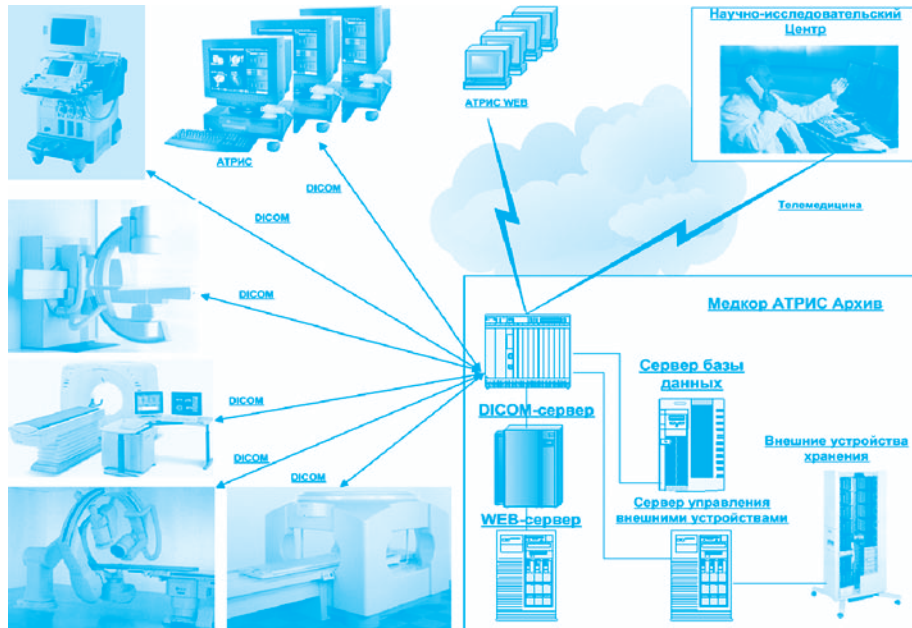 Научно-исследовательский
Центр
АТРИС WEB
АТРИС
DICOM
DICOM
Телемедицина
DICOM
Медкор АТРИС Архив
Сервер базы
данных
DICOM
DICOM-сервер
Внешние устройства
хранения
DICOM
DICOM
Сервер управления
внешними устройствами
WEB-сервер